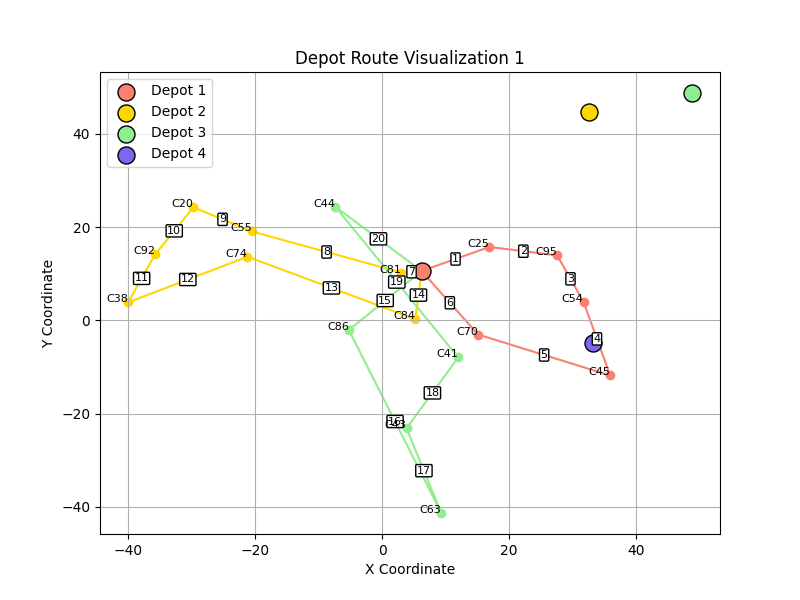 Depot Route Visualization 1
Depot 1
Depot 2
Depot 3
Depot 4
Y Coordinate
40
20
0
−20
−40
C20
C44
9
10
C55
20
C25
C92
C74
8
1
2
C95
11
12
13
C81
7
19
3
C38
14
15
6
C54
C84
C86
C70
4
C41
5
C45
18
16
17
C63
−40
−20
0
20
40
X Coordinate